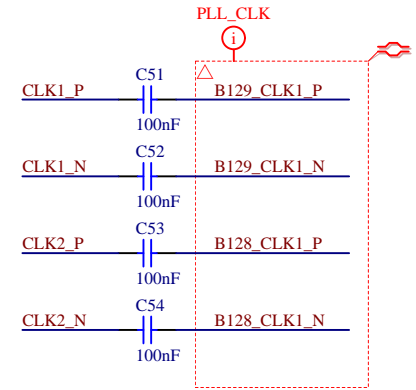 PLL_CLK
i
C51
CLK1_P
B129_CLK1_P
100nF
C52
CLK1_N
B129_CLK1_N
100nF
C53
CLK2_P
B128_CLK1_P
100nF
C54
CLK2_N
B128_CLK1_N
100nF